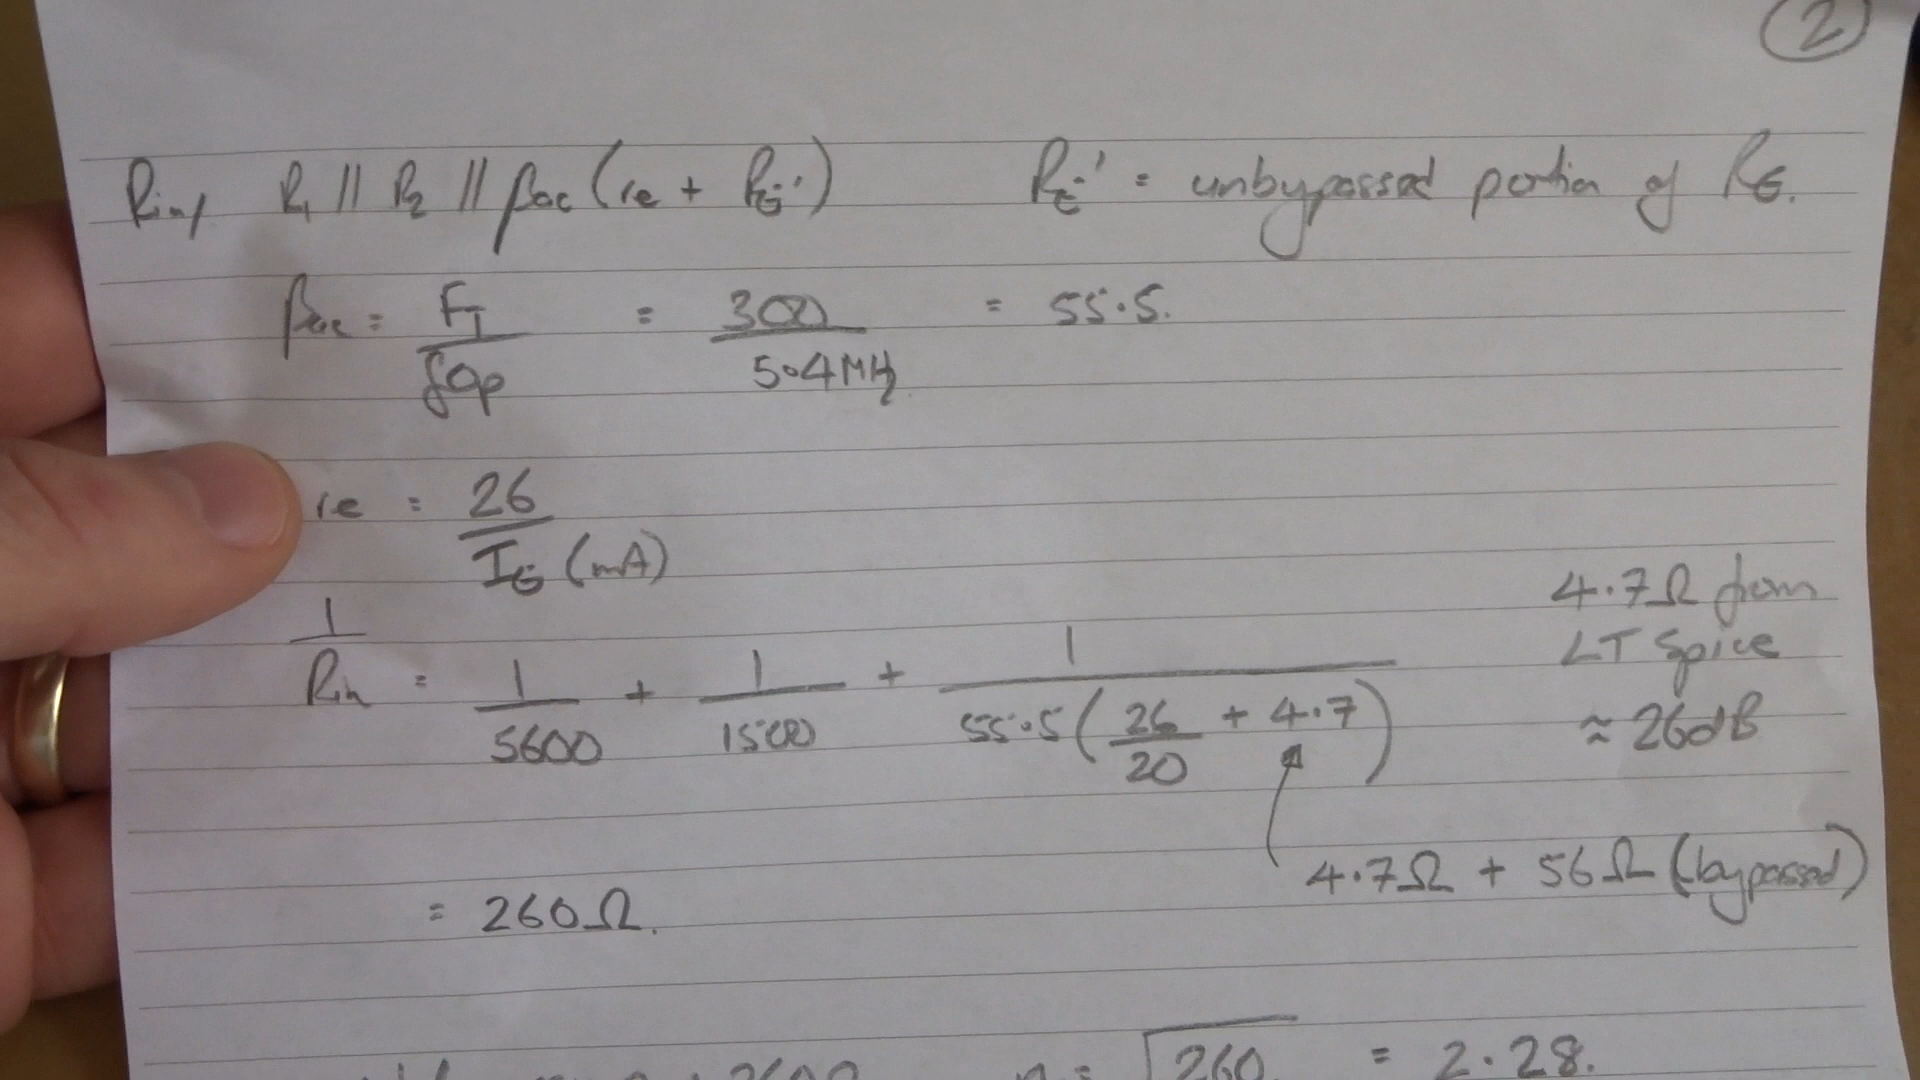 2
Rin, R1 || R2 || βac (re + RE') RE' = unbypassed portion of RE.
βac = FT / fop = 300 / 5.4MHz = 55.5.
re = 26 / IE (mA)
1 / Rin = 1 / 5600 + 1 / 1500 + 1 / 55.5 ( 26 / 20 + 4.7 )
4.7Ω from
LT Spice
≈ 26dB
4.7Ω + 56Ω (bypassed)
= 260Ω.
260 = 2.28.